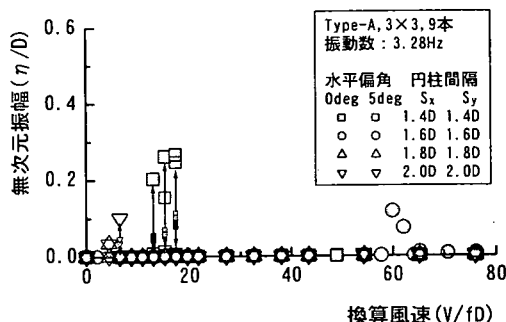 0.6
0.4
0.2
0.0
無次元振幅(η/D)
Type-A,3×3,9本
振動数:3.28Hz
水平偏角 円柱間隔
0deg 5deg Sx Sy
□ □ 1.4D 1.4D
○ ○ 1.6D 1.6D
△ △ 1.8D 1.8D
▽ ▽ 2.0D 2.0D
0 20 40 60 80
換算風速(V/fD)